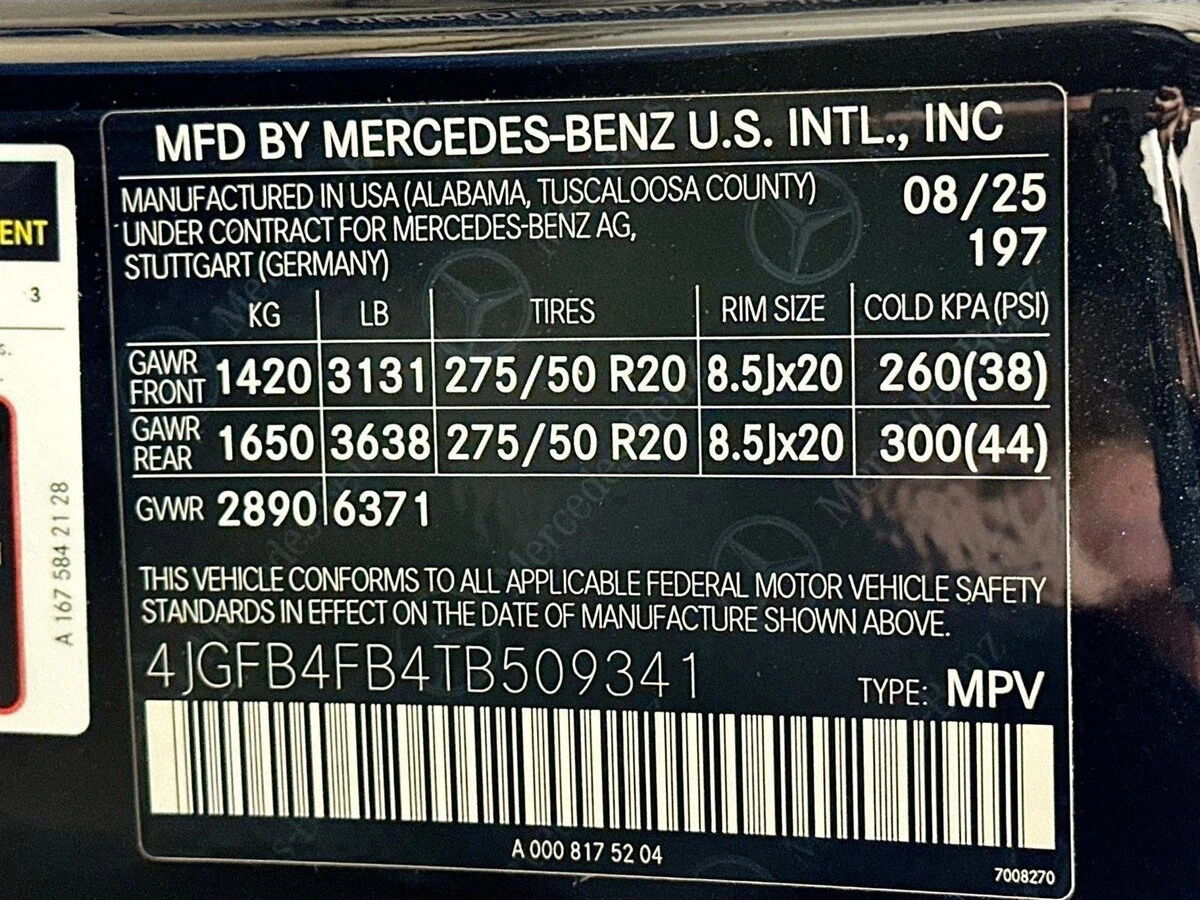 MFD BY MERCEDES-BENZ U.S. INTL., INC
MANUFACTURED IN USA (ALABAMA, TUSCALOOSA COUNTY) 08/25
UNDER CONTRACT FOR MERCEDES-BENZ AG, 197
STUTTGART (GERMANY)
KG LB TIRES RIM SIZE COLD KPA (PSI)
GAWR FRONT 1420 3131 275/50 R20 8.5Jx20 260(38)
GAWR REAR 1650 3638 275/50 R20 8.5Jx20 300(44)
GVWR 2890 6371
THIS VEHICLE CONFORMS TO ALL APPLICABLE FEDERAL MOTOR VEHICLE SAFETY
STANDARDS IN EFFECT ON THE DATE OF MANUFACTURE SHOWN ABOVE.
4JGFB4FB4TB509341
TYPE: MPV
A 000 817 52 04
7008270
ENT
3
A 167 584 21 28